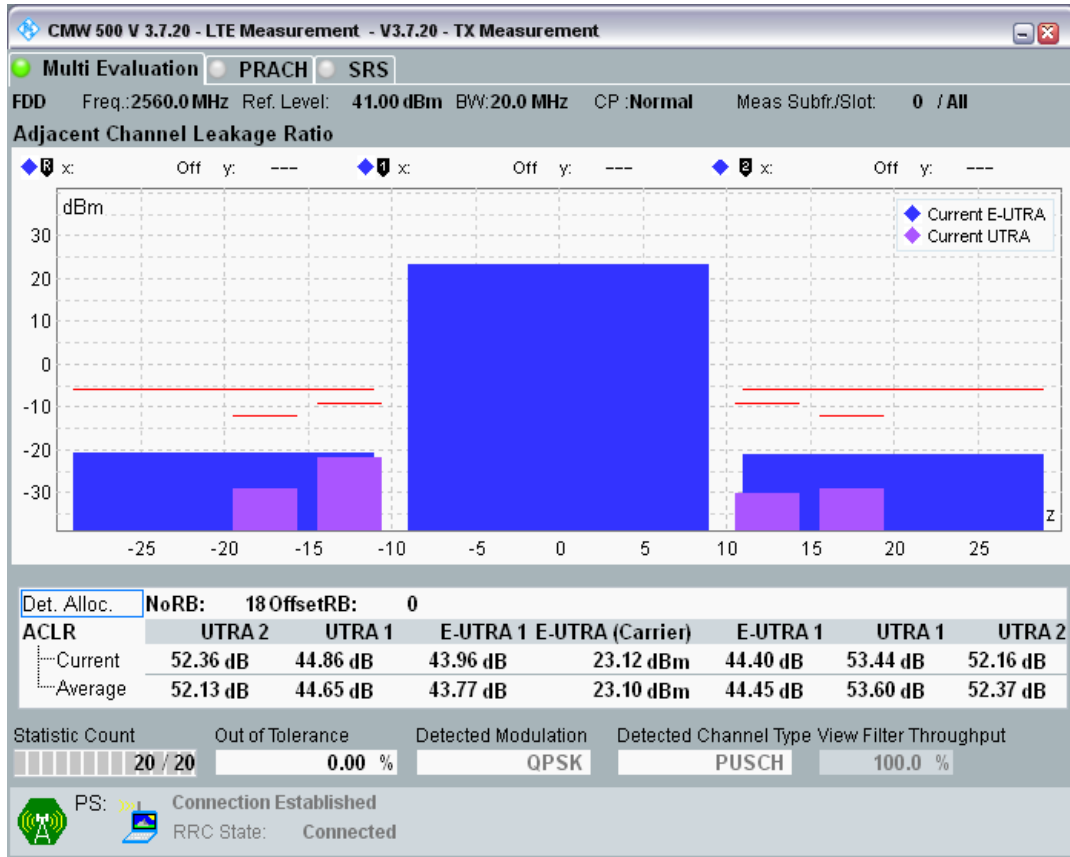 CMW 500 V 3.7.20 - LTE Measurement - V3.7.20 - TX Measurement
Multi Evaluation PRACH SRS
FDD Freq.:2560.0 MHz Ref. Level: 41.00 dBm BW:20.0 MHz CP :Normal Meas Subfr./Slot: 0 / All
Adjacent Channel Leakage Ratio
R x: Off y: --- 1 x: Off y: --- 2 x: Off y: ---
dBm
Current E-UTRA
Current UTRA
30
20
10
0
-10
-20
-30
z
-25 -20 -15 -10 -5 0 5 10 15 20 25
Det. Alloc. NoRB: 18 OffsetRB: 0
ACLR UTRA 2 UTRA 1 E-UTRA 1 E-UTRA (Carrier) E-UTRA 1 UTRA 1 UTRA 2
Current 52.36 dB 44.86 dB 43.96 dB 23.12 dBm 44.40 dB 53.44 dB 52.16 dB
Average 52.13 dB 44.65 dB 43.77 dB 23.10 dBm 44.45 dB 53.60 dB 52.37 dB
Statistic Count Out of Tolerance Detected Modulation Detected Channel Type View Filter Throughput
20 / 20 0.00 % QPSK PUSCH 100.0 %
PS: Connection Established
RRC State: Connected